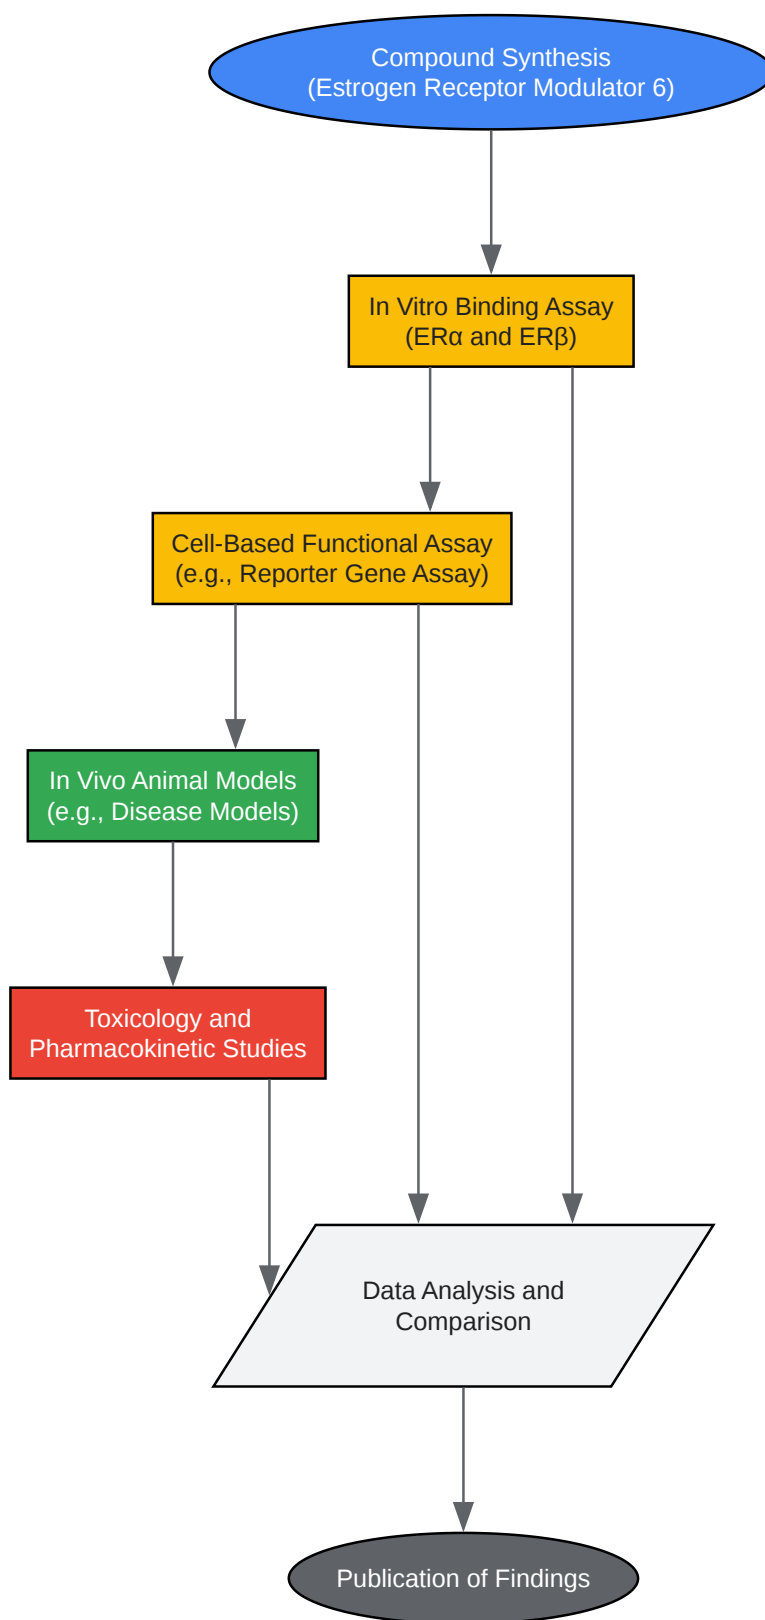 Compound Synthesis
(Estrogen Receptor Modulator 6)
In Vitro Binding Assay
(ERα and ERβ)
Cell-Based Functional Assay
(e.g., Reporter Gene Assay)
In Vivo Animal Models
(e.g., Disease Models)
Toxicology and
Pharmacokinetic Studies
Data Analysis and
Comparison
Publication of Findings